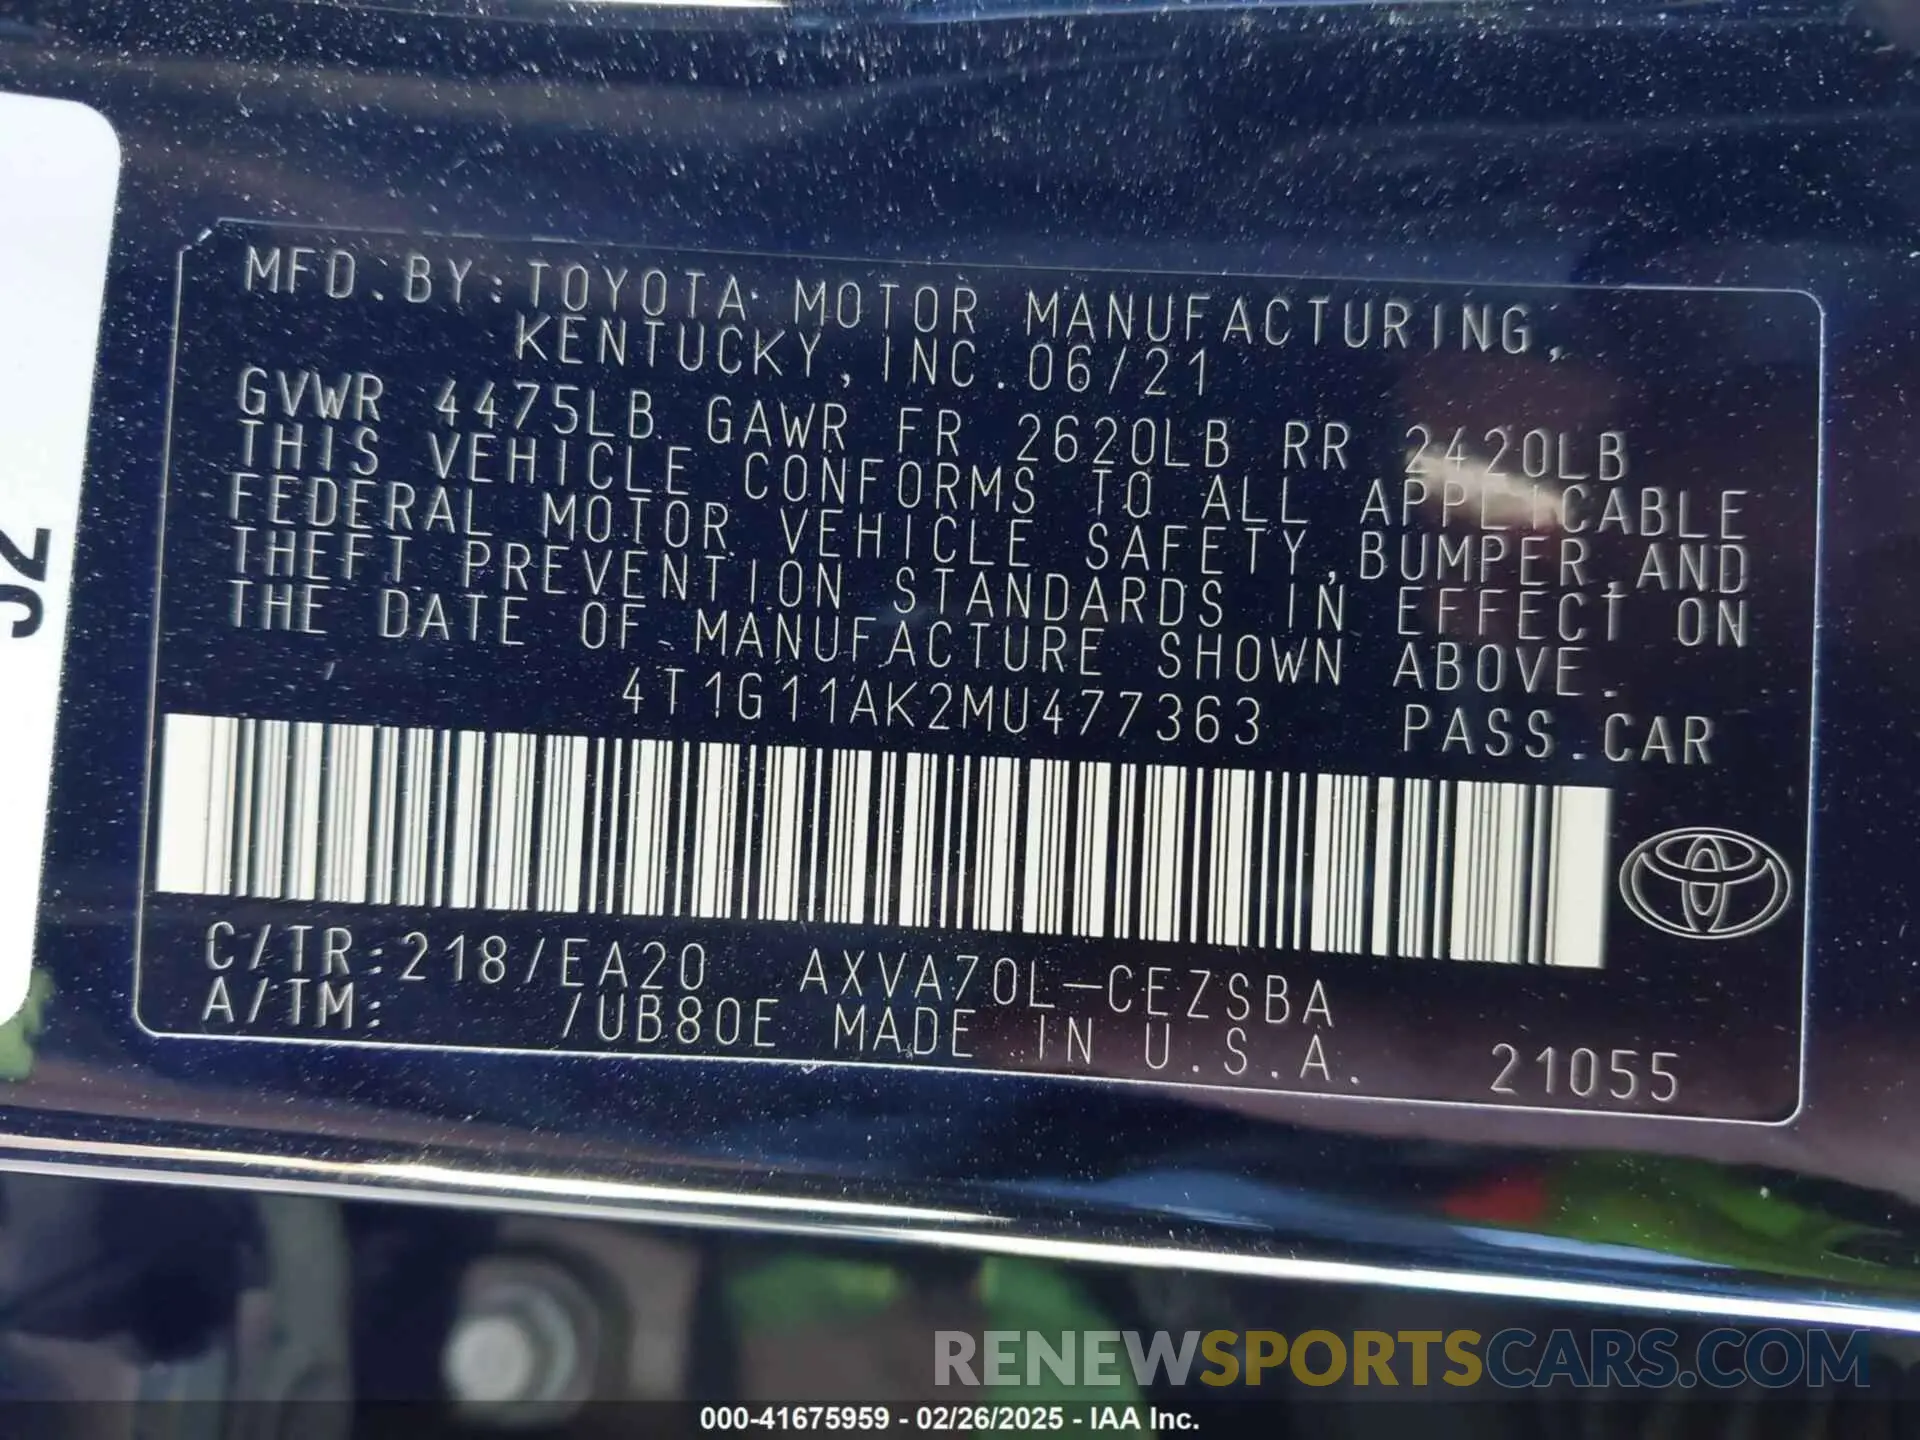 MFD.BY:TOYOTA MOTOR MANUFACTURING,
KENTUCKY, INC.06/21
GVWR 4475LB GAWR FR 2620LB RR 2420LB
THIS VEHICLE CONFORMS TO ALL APPLICABLE
FEDERAL MOTOR VEHICLE SAFETY,BUMPER,AND
THEFT PREVENTION STANDARDS IN EFFECT ON
THE DATE OF MANUFACTURE SHOWN ABOVE.
4T1G11AK2MU477363 PASS.CAR
C/TR:218/EA20 AXVA70L-CEZSBA
A/TM: /UB80E MADE IN U.S.A. 21055
RENEWSPORTSCARS.COM
000-41675959 - 02/26/2025 - IAA Inc.